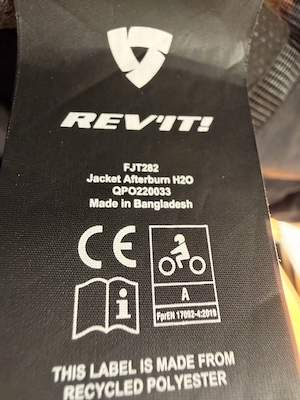 REV'IT!
FJT282
Jacket Afterburn H2O
QPO220033
Made in Bangladesh
CE
i
A
FprEN 17092-4:2019
THIS LABEL IS MADE FROM
RECYCLED POLYESTER